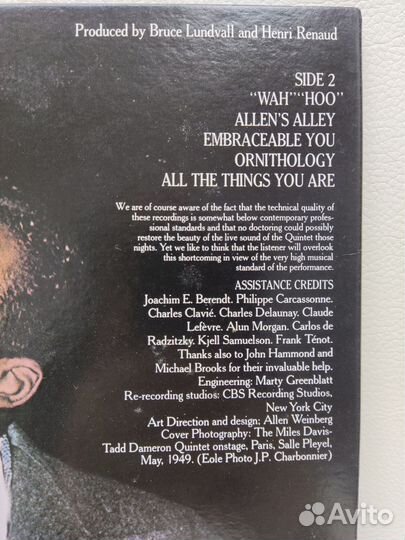 Produced by Bruce Lundvall and Henri Renaud
SIDE 2
"WAH" "HOO"
ALLEN'S ALLEY
EMBRACEABLE YOU
ORNITHOLOGY
ALL THE THINGS YOU ARE
We are of course aware of the fact that the technical quality of
these recordings is somewhat below contemporary profes-
sional standards and that no doctoring could possibly
restore the beauty of the live sound of the Quintet those
nights. Yet we like to think that the listener will overlook
this shortcoming in view of the very high musical
standard of the performance.
ASSISTANCE CREDITS
Joachim E. Berendt. Philippe Carcassonne.
Charles Clavié. Charles Delaunay. Claude
Lefèvre. Alun Morgan. Carlos de
Radzitzky. Kjell Samuelson. Frank Ténot.
Thanks also to John Hammond and
Michael Brooks for their invaluable help.
Engineering: Marty Greenblatt
Re-recording studios: CBS Recording Studios,
New York City
Art Direction and design; Allen Weinberg
Cover Photography: The Miles Davis-
Tadd Dameron Quintet onstage, Paris, Salle Pleyel,
May, 1949. (Eole Photo J.P. Charbonnier)
Avito